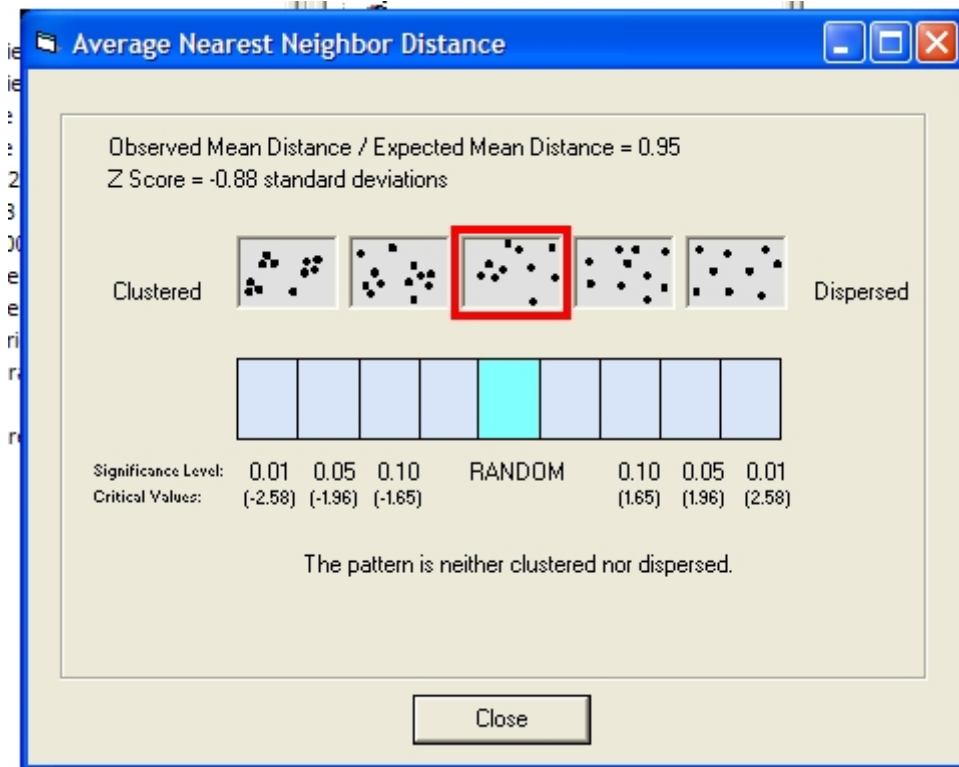 Average Nearest Neighbor Distance
Observed Mean Distance / Expected Mean Distance = 0.95
Z Score = -0.88 standard deviations
Clustered
Dispersed
Significance Level: 0.01 0.05 0.10 RANDOM 0.10 0.05 0.01
Critical Values: (-2.58) (-1.96) (-1.65) (1.65) (1.96) (2.58)
The pattern is neither clustered nor dispersed.
Close